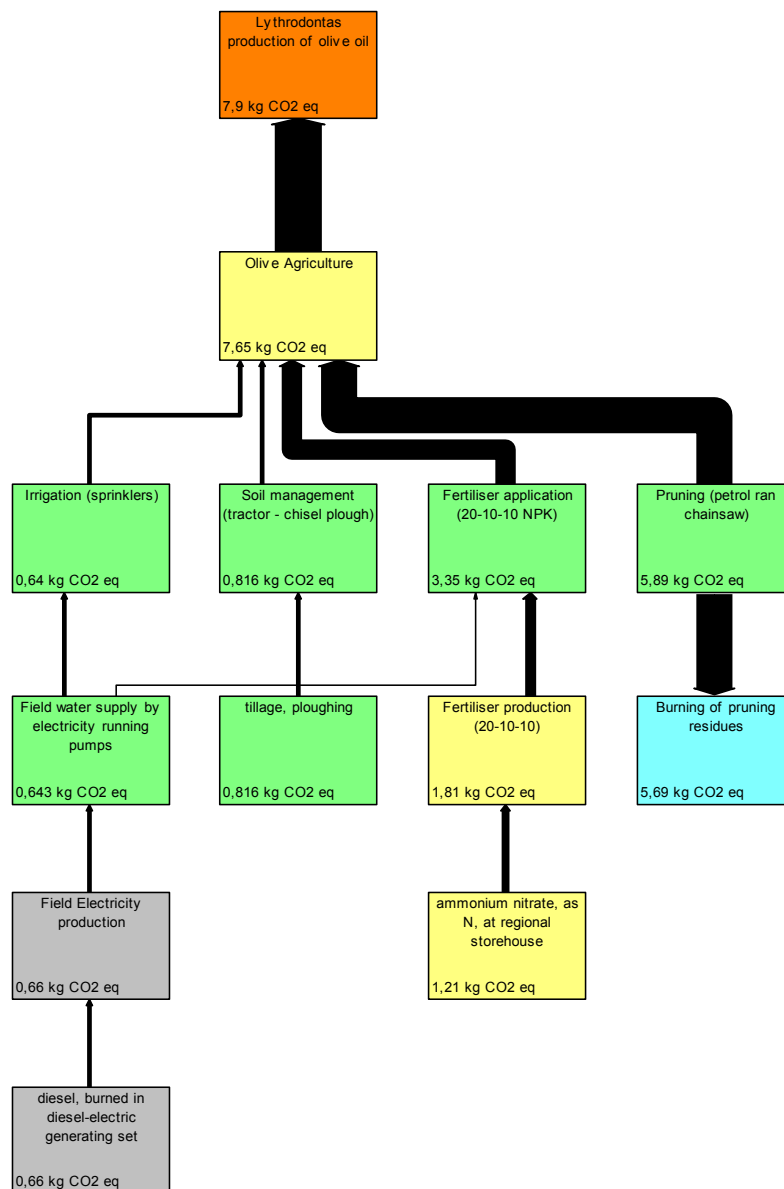 Lythrodontas
production of olive oil
7,9 kg CO2 eq
Olive Agriculture
7,65 kg CO2 eq
Irrigation (sprinklers)
0,64 kg CO2 eq
Soil management
(tractor - chisel plough)
0,816 kg CO2 eq
Fertiliser application
(20-10-10 NPK)
3,35 kg CO2 eq
Pruning (petrol ran
chainsaw)
5,89 kg CO2 eq
Field water supply by
electricity running
pumps
0,643 kg CO2 eq
tillage, ploughing
0,816 kg CO2 eq
Fertiliser production
(20-10-10)
1,81 kg CO2 eq
Burning of pruning
residues
5,69 kg CO2 eq
Field Electricity
production
0,66 kg CO2 eq
ammonium nitrate, as
N, at regional
storehouse
1,21 kg CO2 eq
diesel, burned in
diesel-electric
generating set
0,66 kg CO2 eq